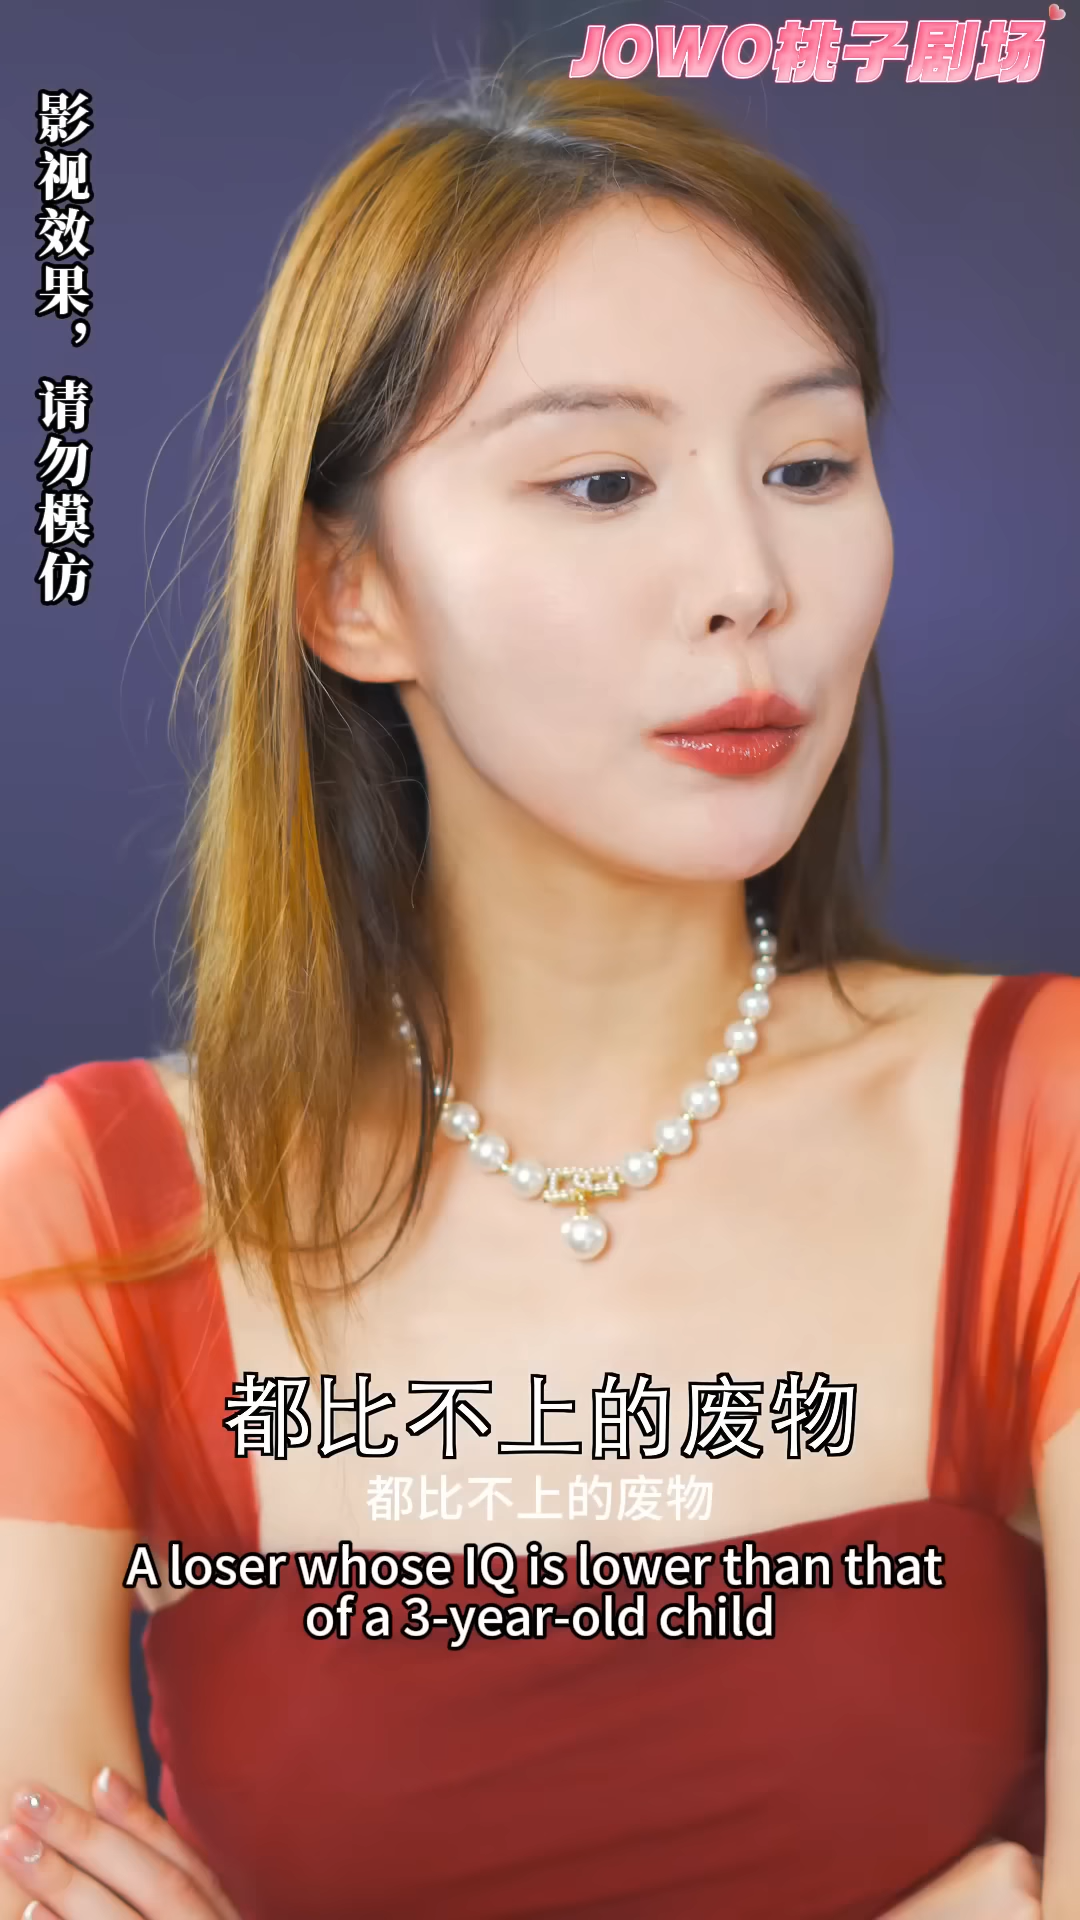 JOWO桃子剧场
影视效果，请勿模仿
都比不上的废物
都比不上的废物
A loser whose IQ is lower than that
of a 3-year-old child